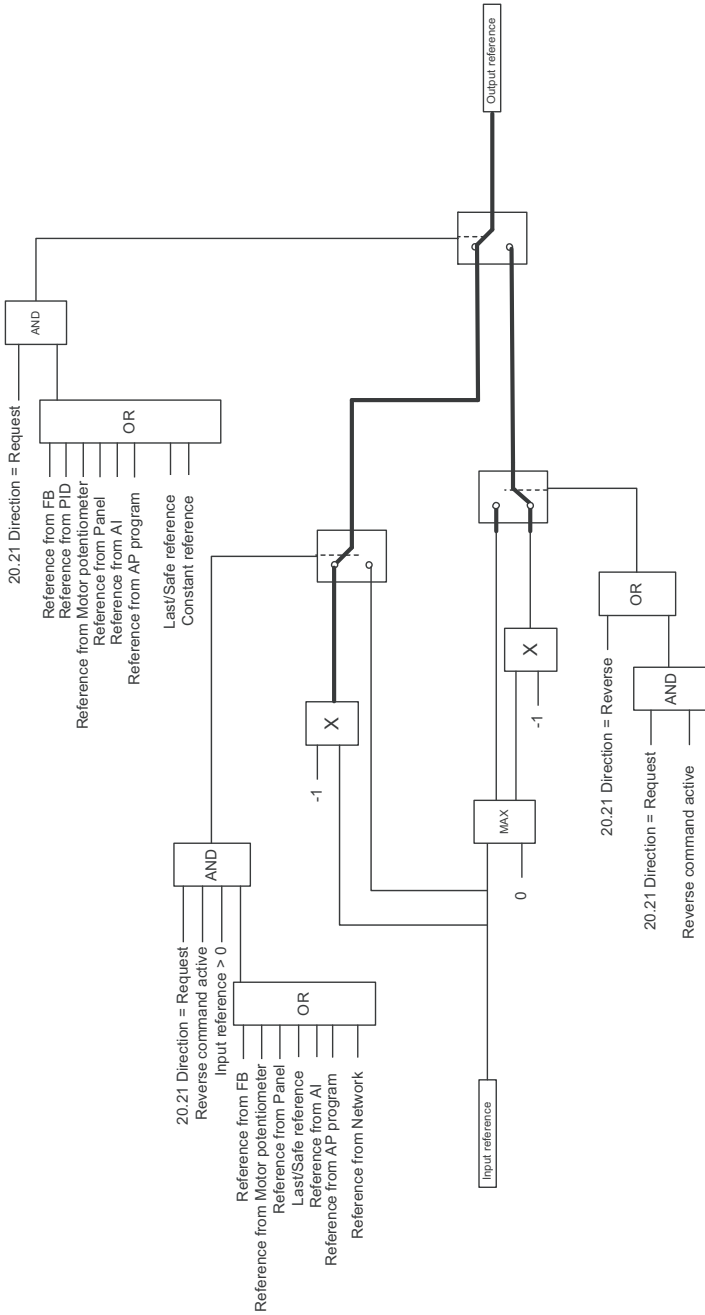 20.21 Direction = Request
AND
Reference from FB
Reference from PID
Reference from Motor potentiometer
Reference from Panel
Reference from AI
Reference from AP program
Last/Safe reference
Constant reference
OR
Output reference
20.21 Direction = Request
Reverse command active
Input reference > 0
AND
Reference from FB
Reference from Motor potentiometer
Reference from Panel
Last/Safe reference
Reference from AI
Reference from AP program
Reference from Network
OR
-1
X
Input reference
MAX
0
X
-1
20.21 Direction = Reverse
OR
20.21 Direction = Request
Reverse command active
AND